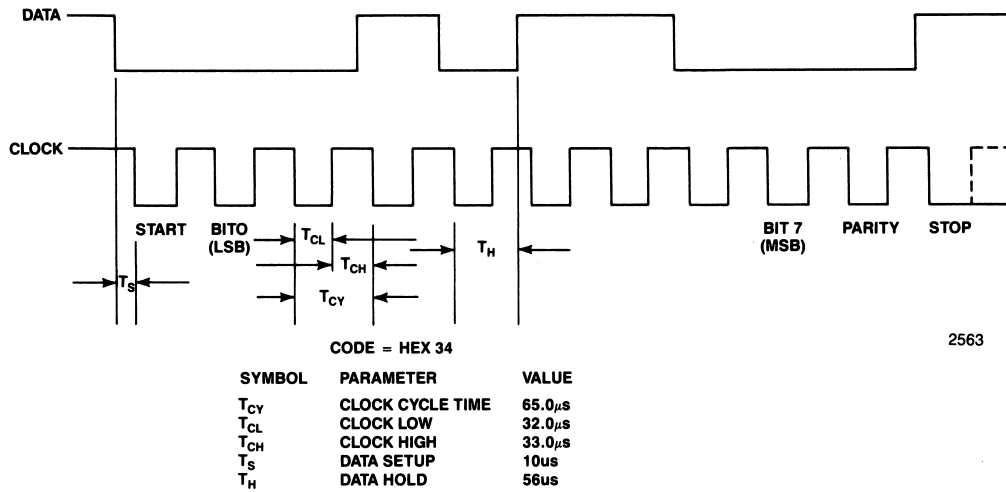 DATA
CLOCK
START BITO BIT 7 PARITY STOP
(LSB) (MSB)
T_CL
T_H
T_CH
T_S
T_CY
2563
CODE = HEX 34
SYMBOL PARAMETER VALUE
T_CY CLOCK CYCLE TIME 65.0μs
T_CL CLOCK LOW 32.0μs
T_CH CLOCK HIGH 33.0μs
T_S DATA SETUP 10us
T_H DATA HOLD 56us